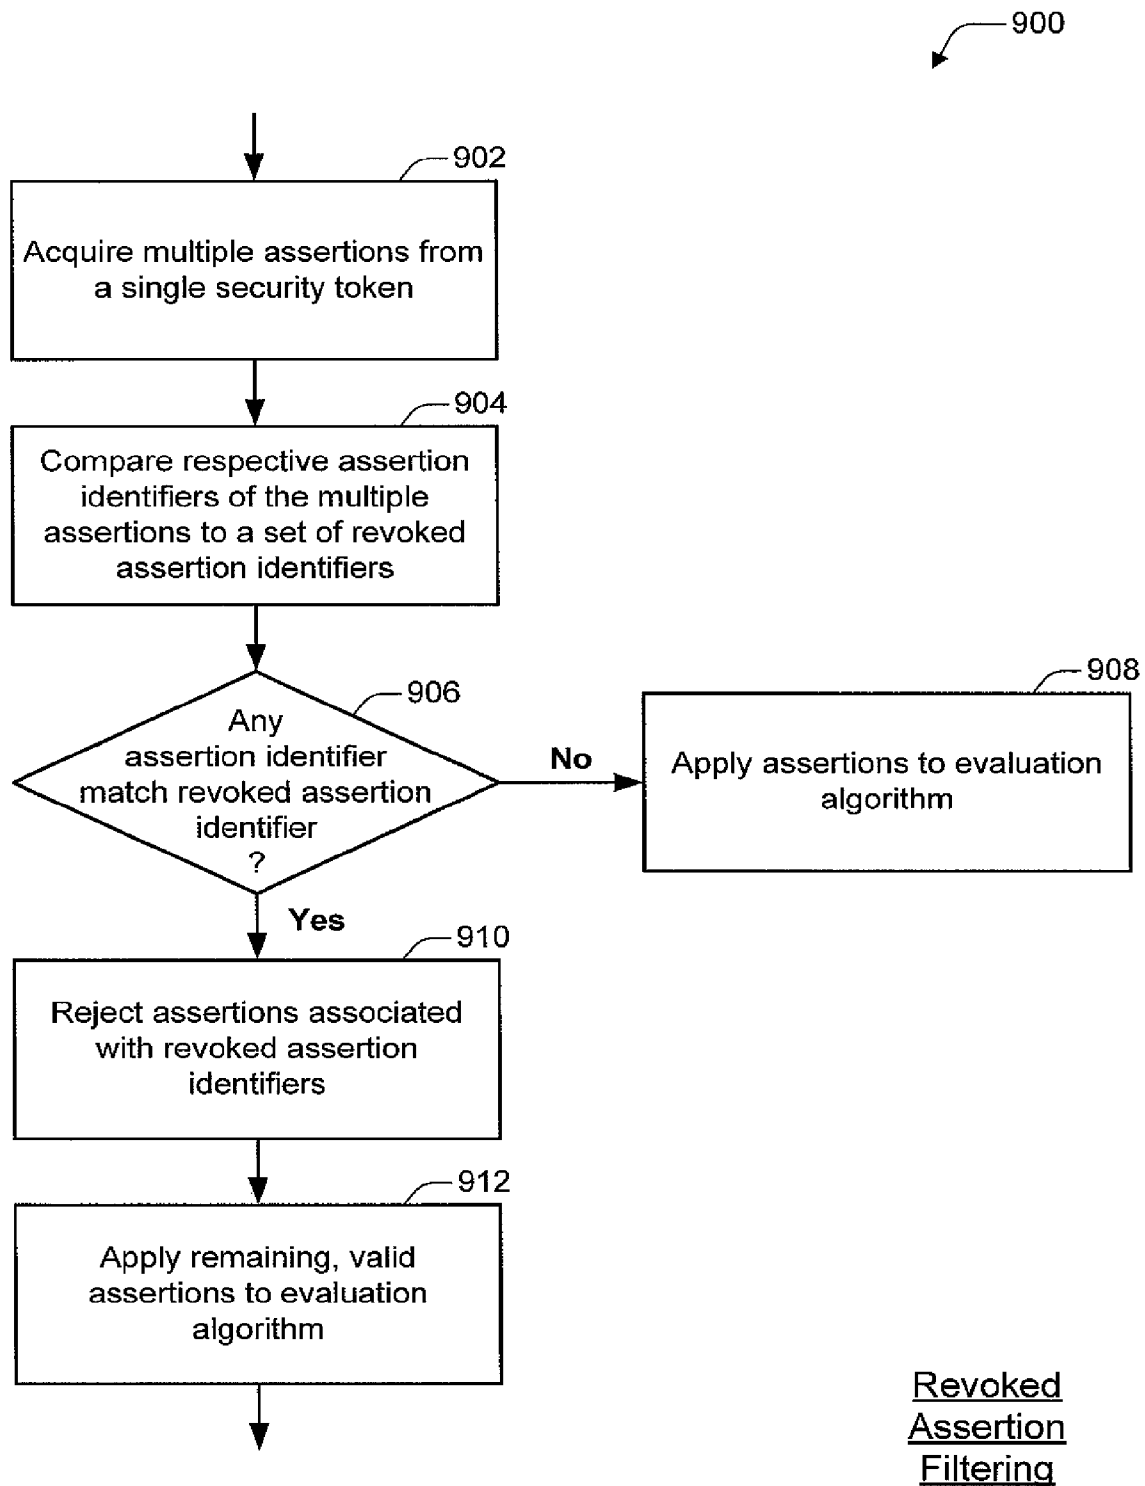 900
902
Acquire multiple assertions from
a single security token
904
Compare respective assertion
identifiers of the multiple
assertions to a set of revoked
assertion identifiers
906
Any
assertion identifier
match revoked assertion
identifier
?
No
908
Apply assertions to evaluation
algorithm
Yes
910
Reject assertions associated
with revoked assertion
identifiers
912
Apply remaining, valid
assertions to evaluation
algorithm
Revoked
Assertion
Filtering